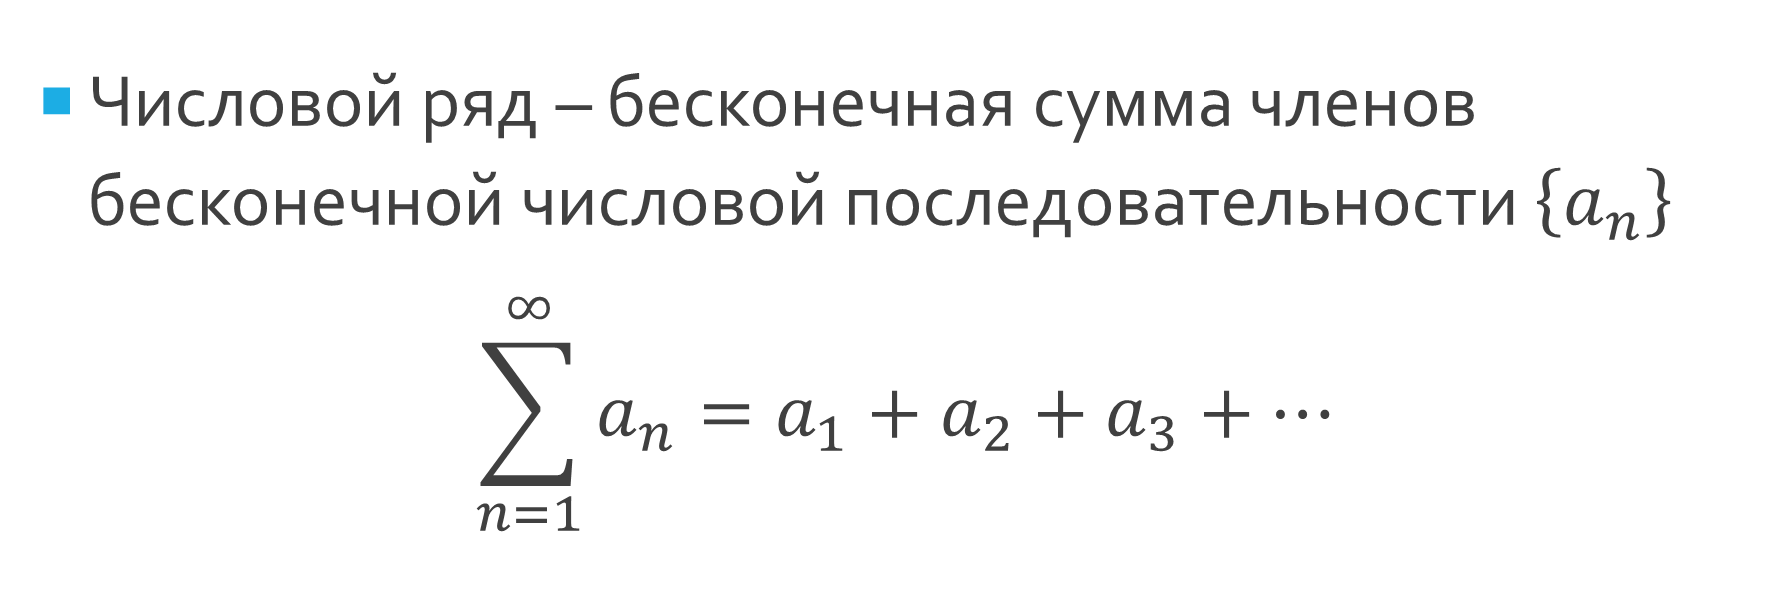 ▪ Числовой ряд – бесконечная сумма членов
бесконечной числовой последовательности {aₙ}
∞
∑ aₙ = a₁ + a₂ + a₃ + ⋯
n=1